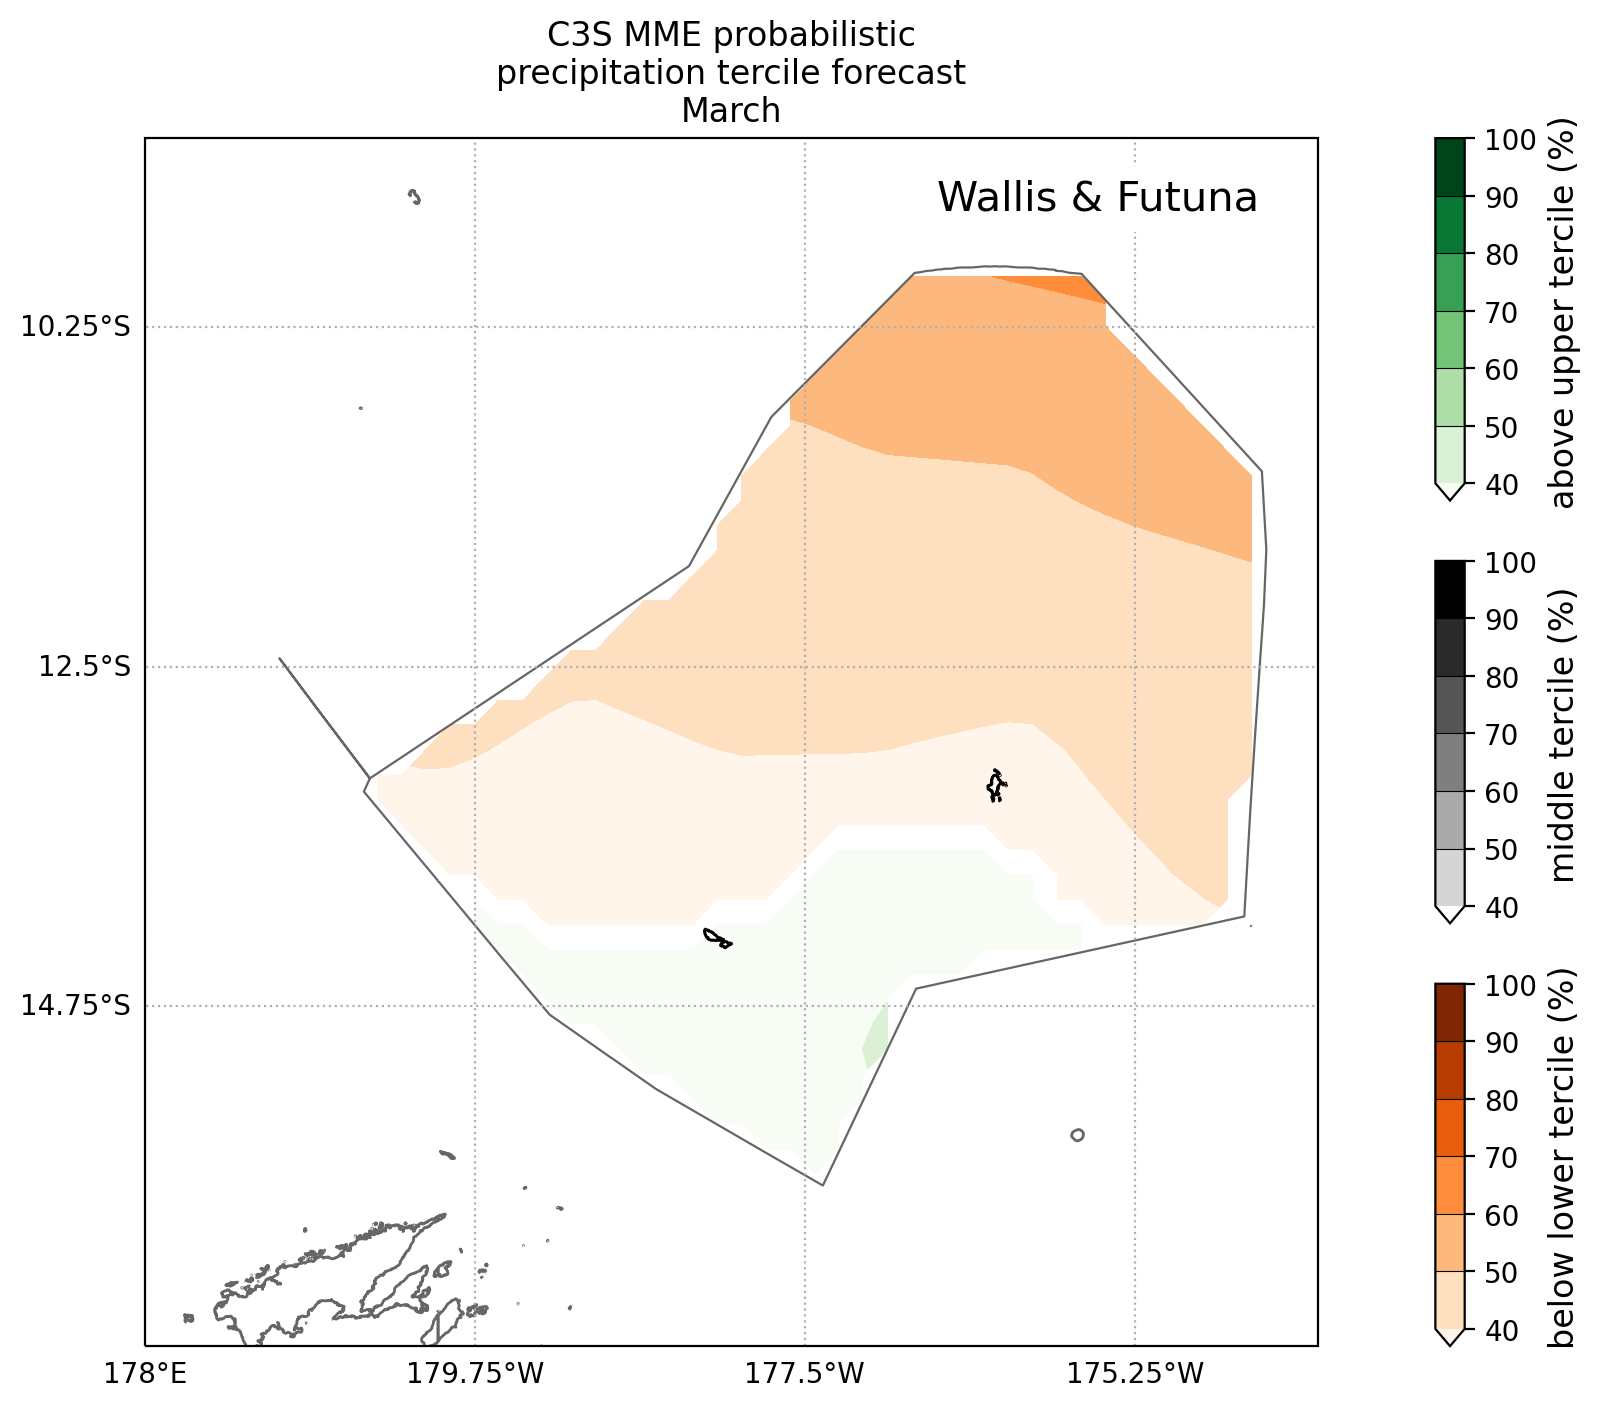 C3S MME probabilistic
precipitation tercile forecast
March
Wallis & Futuna
10.25°S
12.5°S
14.75°S
178°E
179.75°W
177.5°W
175.25°W
100
90
80
70
60
50
40
above upper tercile (%)
100
90
80
70
60
50
40
middle tercile (%)
100
90
80
70
60
50
40
below lower tercile (%)